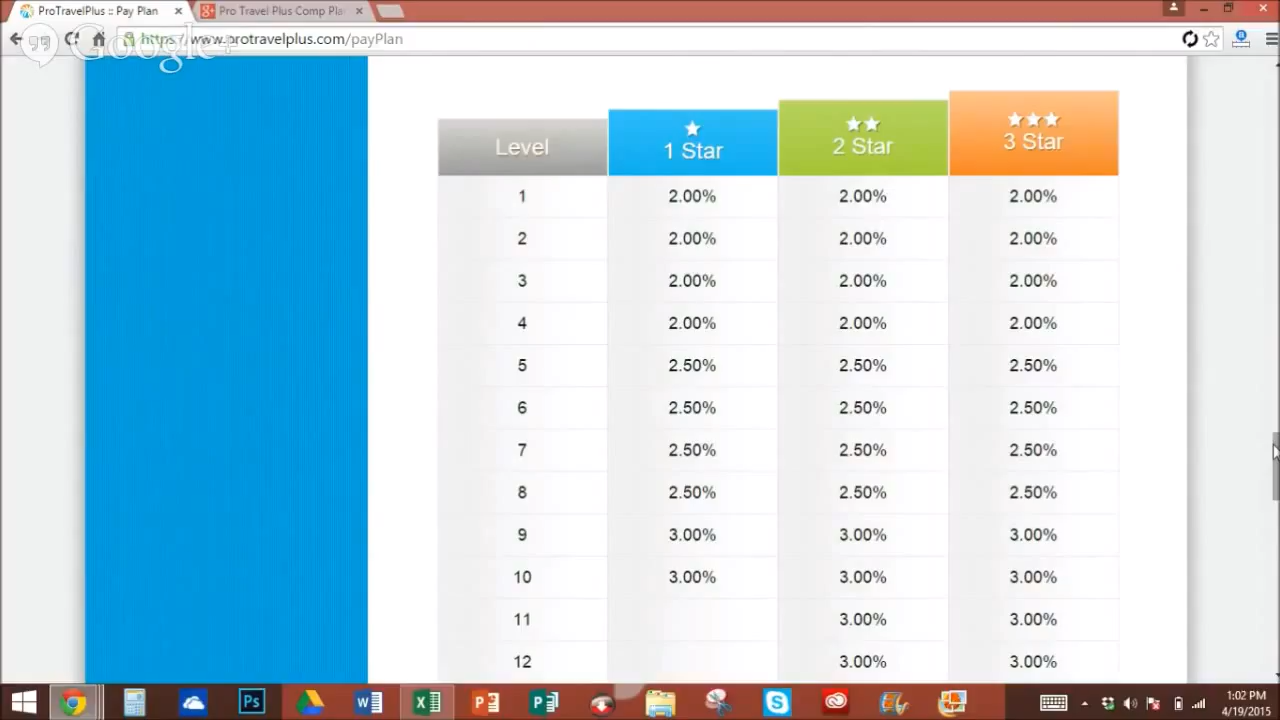 ProTravelPlus :: Pay Plan
Pro Travel Plus Comp Pla
https://www.protravelplus.com/payPlan
Google+
Level 1 Star 2 Star 3 Star
1 2.00% 2.00% 2.00%
2 2.00% 2.00% 2.00%
3 2.00% 2.00% 2.00%
4 2.00% 2.00% 2.00%
5 2.50% 2.50% 2.50%
6 2.50% 2.50% 2.50%
7 2.50% 2.50% 2.50%
8 2.50% 2.50% 2.50%
9 3.00% 3.00% 3.00%
10 3.00% 3.00% 3.00%
11 3.00% 3.00%
12 3.00% 3.00%
Ps
1:02 PM
4/19/2015